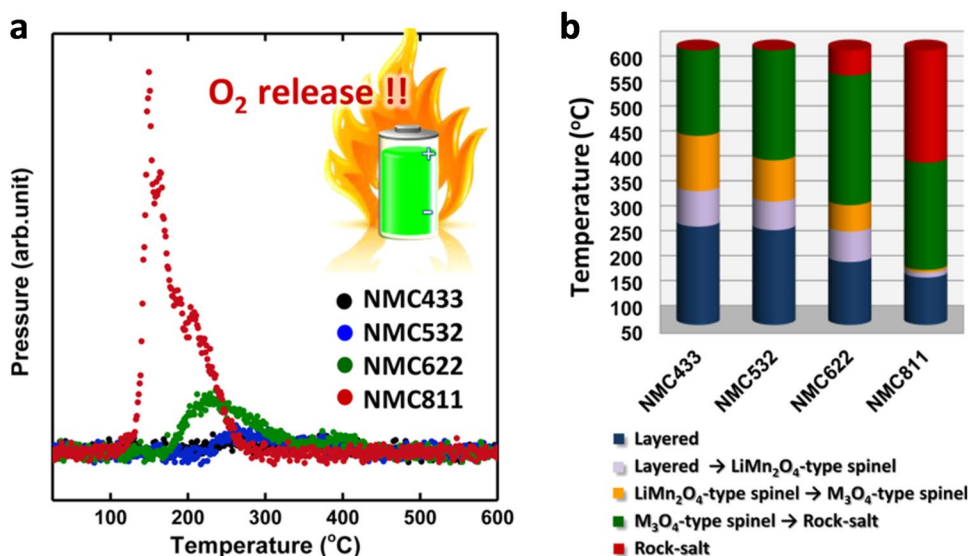 a
O₂ release !!
+
-
NMC433
NMC532
NMC622
NMC811
Pressure (arb.unit)
100 200 300 400 500 600
Temperature (°C)
b
Temperature (°C)
600
550
500
450
400
350
300
250
200
150
100
50
NMC433 NMC532 NMC622 NMC811
Layered
Layered → LiMn₂O₄-type spinel
LiMn₂O₄-type spinel → M₃O₄-type spinel
M₃O₄-type spinel → Rock-salt
Rock-salt